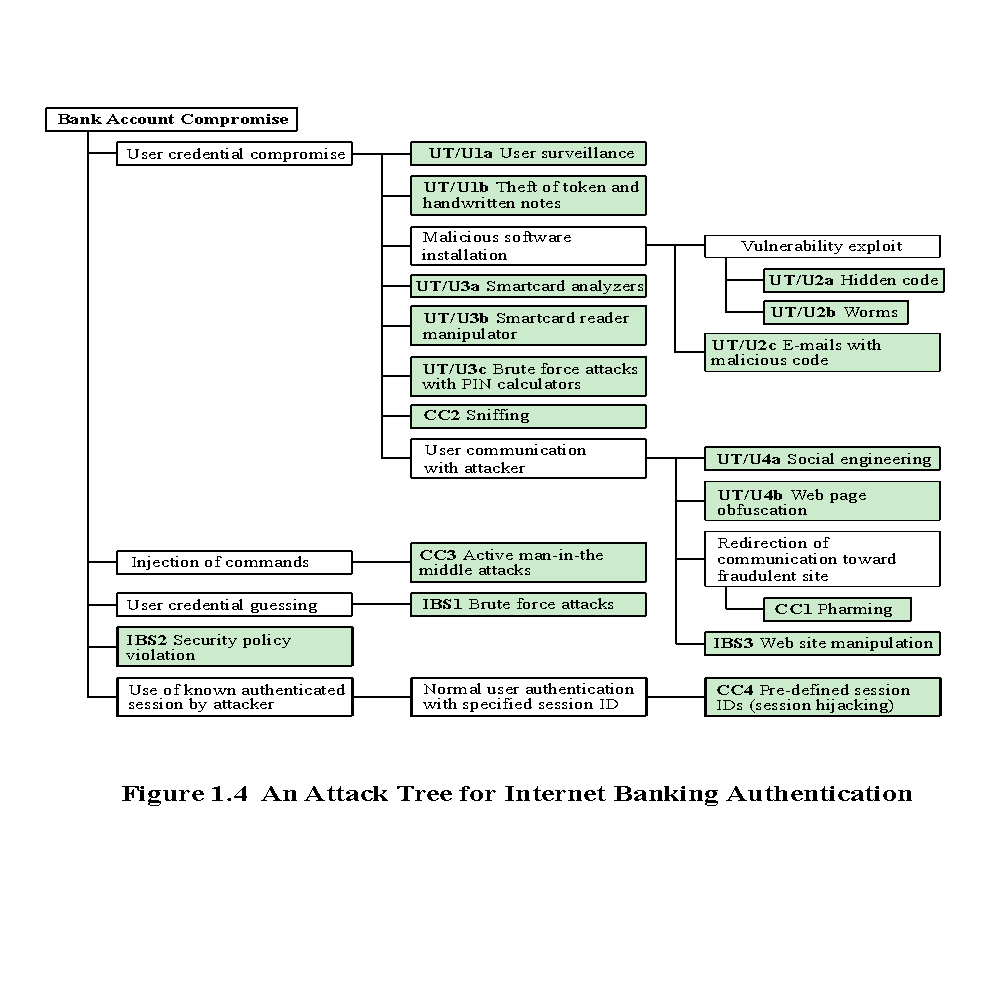 Bank Account Compromise
User credential compromise
UT/U1a User surveillance
UT/U1b Theft of token and
handwritten notes
Malicious software
installation
Vulnerability exploit
UT/U2a Hidden code
UT/U2b Worms
UT/U2c E-mails with
malicious code
UT/U3a Smartcard analyzers
UT/U3b Smartcard reader
manipulator
UT/U3c Brute force attacks
with PIN calculators
CC2 Sniffing
User communication
with attacker
UT/U4a Social engineering
UT/U4b Web page
obfuscation
Redirection of
communication toward
fraudulent site
CC1 Pharming
IBS3 Web site manipulation
Injection of commands
CC3 Active man-in-the
middle attacks
User credential guessing
IBS1 Brute force attacks
IBS2 Security policy
violation
Use of known authenticated
session by attacker
Normal user authentication
with specified session ID
CC4 Pre-defined session
IDs (session hijacking)
Figure 1.4 An Attack Tree for Internet Banking Authentication